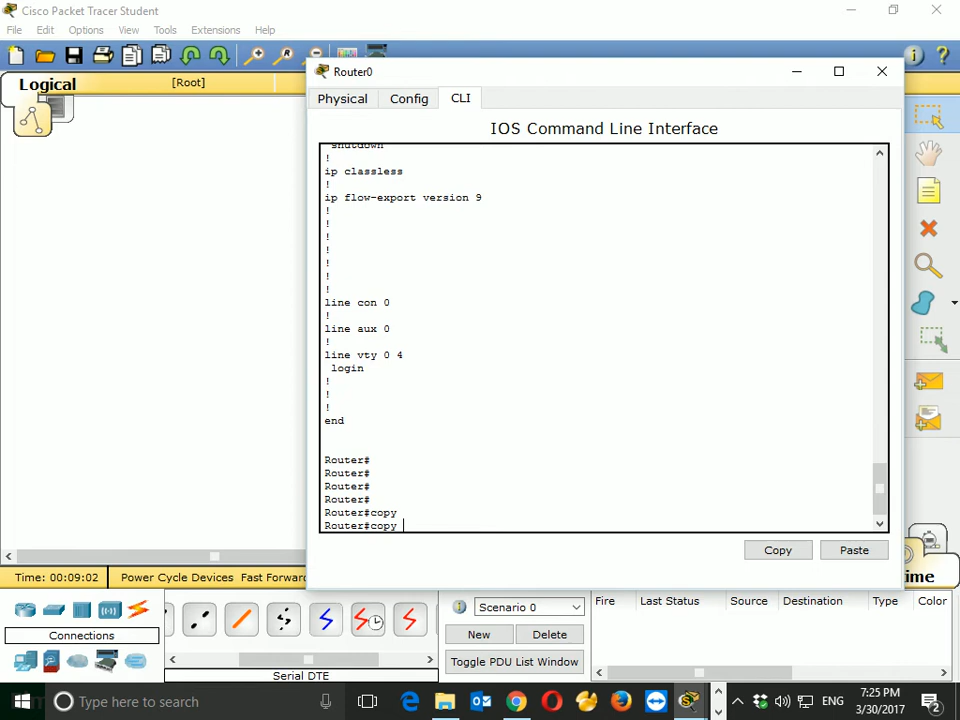 Cisco Packet Tracer Student
File Edit Options View Tools Extensions Help
Logical
[Root]
Router0
Physical Config CLI
IOS Command Line Interface
shutdown
!
ip classless
!
ip flow-export version 9
!
!
!
!
!
!
!
line con 0
!
line aux 0
!
line vty 0 4
login
!
!
!
end
Router#
Router#
Router#
Router#
Router#copy
Router#copy
Copy Paste
Time: 00:09:02 Power Cycle Devices Fast Forward
ime
Connections
Serial DTE
Scenario 0
New Delete
Toggle PDU List Window
Fire Last Status Source Destination Type Color
Type here to search
ENG
7:25 PM
3/30/2017
2